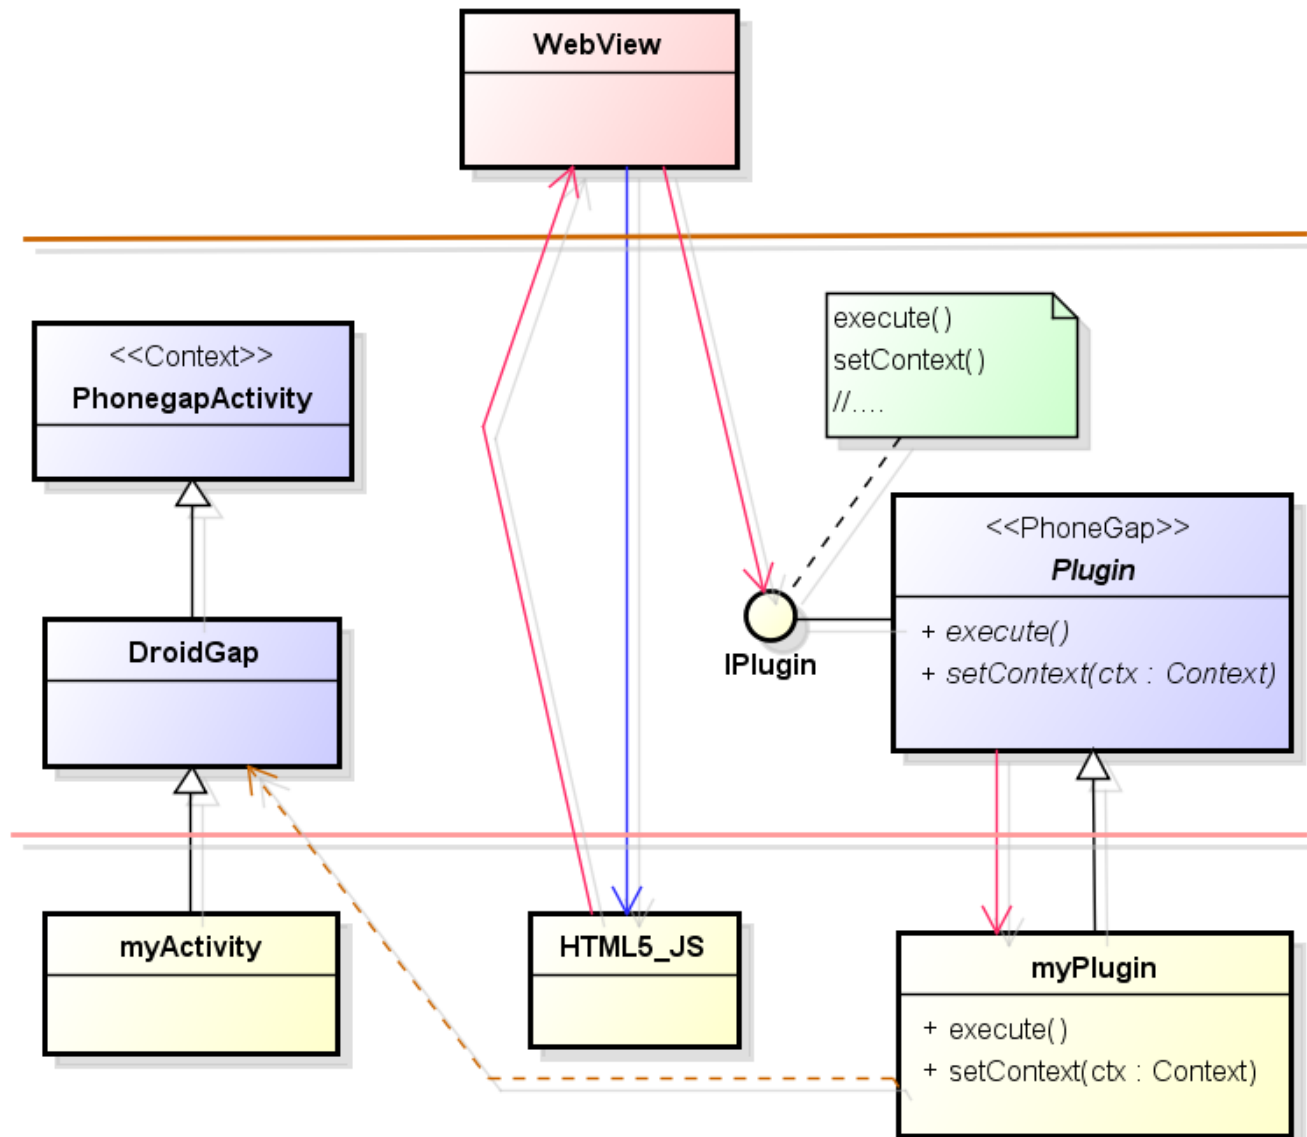 WebView
execute()
setContext()
//....
<<Context>>
PhonegapActivity
<<PhoneGap>>
Plugin
+ execute()
+ setContext(ctx : Context)
IPlugin
DroidGap
myActivity
HTML5_JS
myPlugin
+ execute()
+ setContext(ctx : Context)